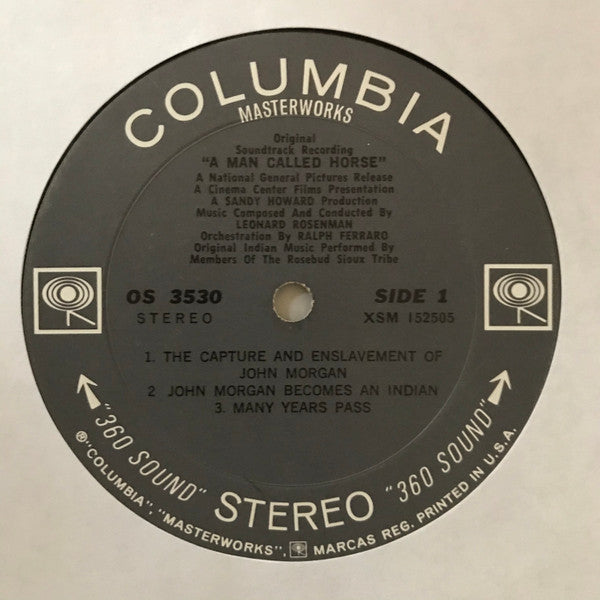 COLUMBIA
MASTERWORKS
Original
Soundtrack Recording
"A MAN CALLED HORSE"
A National General Pictures Release
A Cinema Center Films Presentation
A SANDY HOWARD Production
Music Composed And Conducted By
LEONARD ROSENMAN
Orchestration By RALPH FERRARO
Original Indian Music Performed By
Members Of The Rosebud Sioux Tribe
OS 3530
STEREO
SIDE 1
XSM 152505
1. THE CAPTURE AND ENSLAVEMENT OF
JOHN MORGAN
2 JOHN MORGAN BECOMES AN INDIAN
3. MANY YEARS PASS
"360 SOUND" STEREO "360 SOUND"
®"COLUMBIA", "MASTERWORKS", MARCAS REG. PRINTED IN U.S.A.